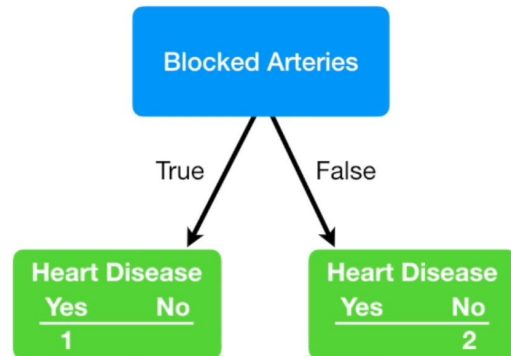 Blocked Arteries
True False
Heart Disease Heart Disease
Yes No Yes No
1 2